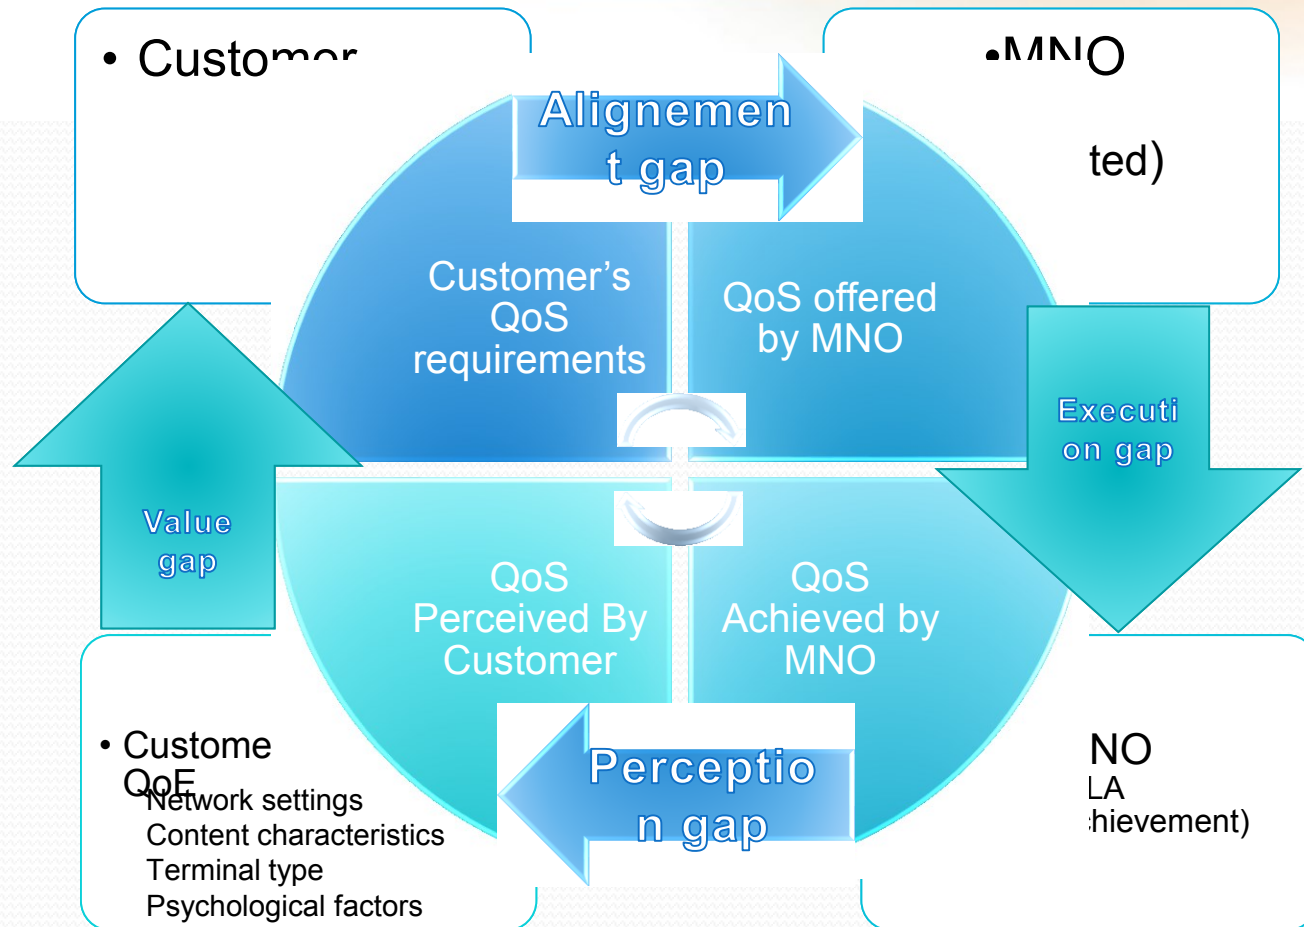 • Customer
•MNO
ted)
Alignemen
t gap
Customer’s
QoS
requirements
QoS offered
by MNO
Executi
on gap
Value
gap
QoS
Perceived By
Customer
QoS
Achieved by
MNO
• Custome
QoE
Network settings
Content characteristics
Terminal type
Psychological factors
Perceptio
n gap
NO
LA
hievement)